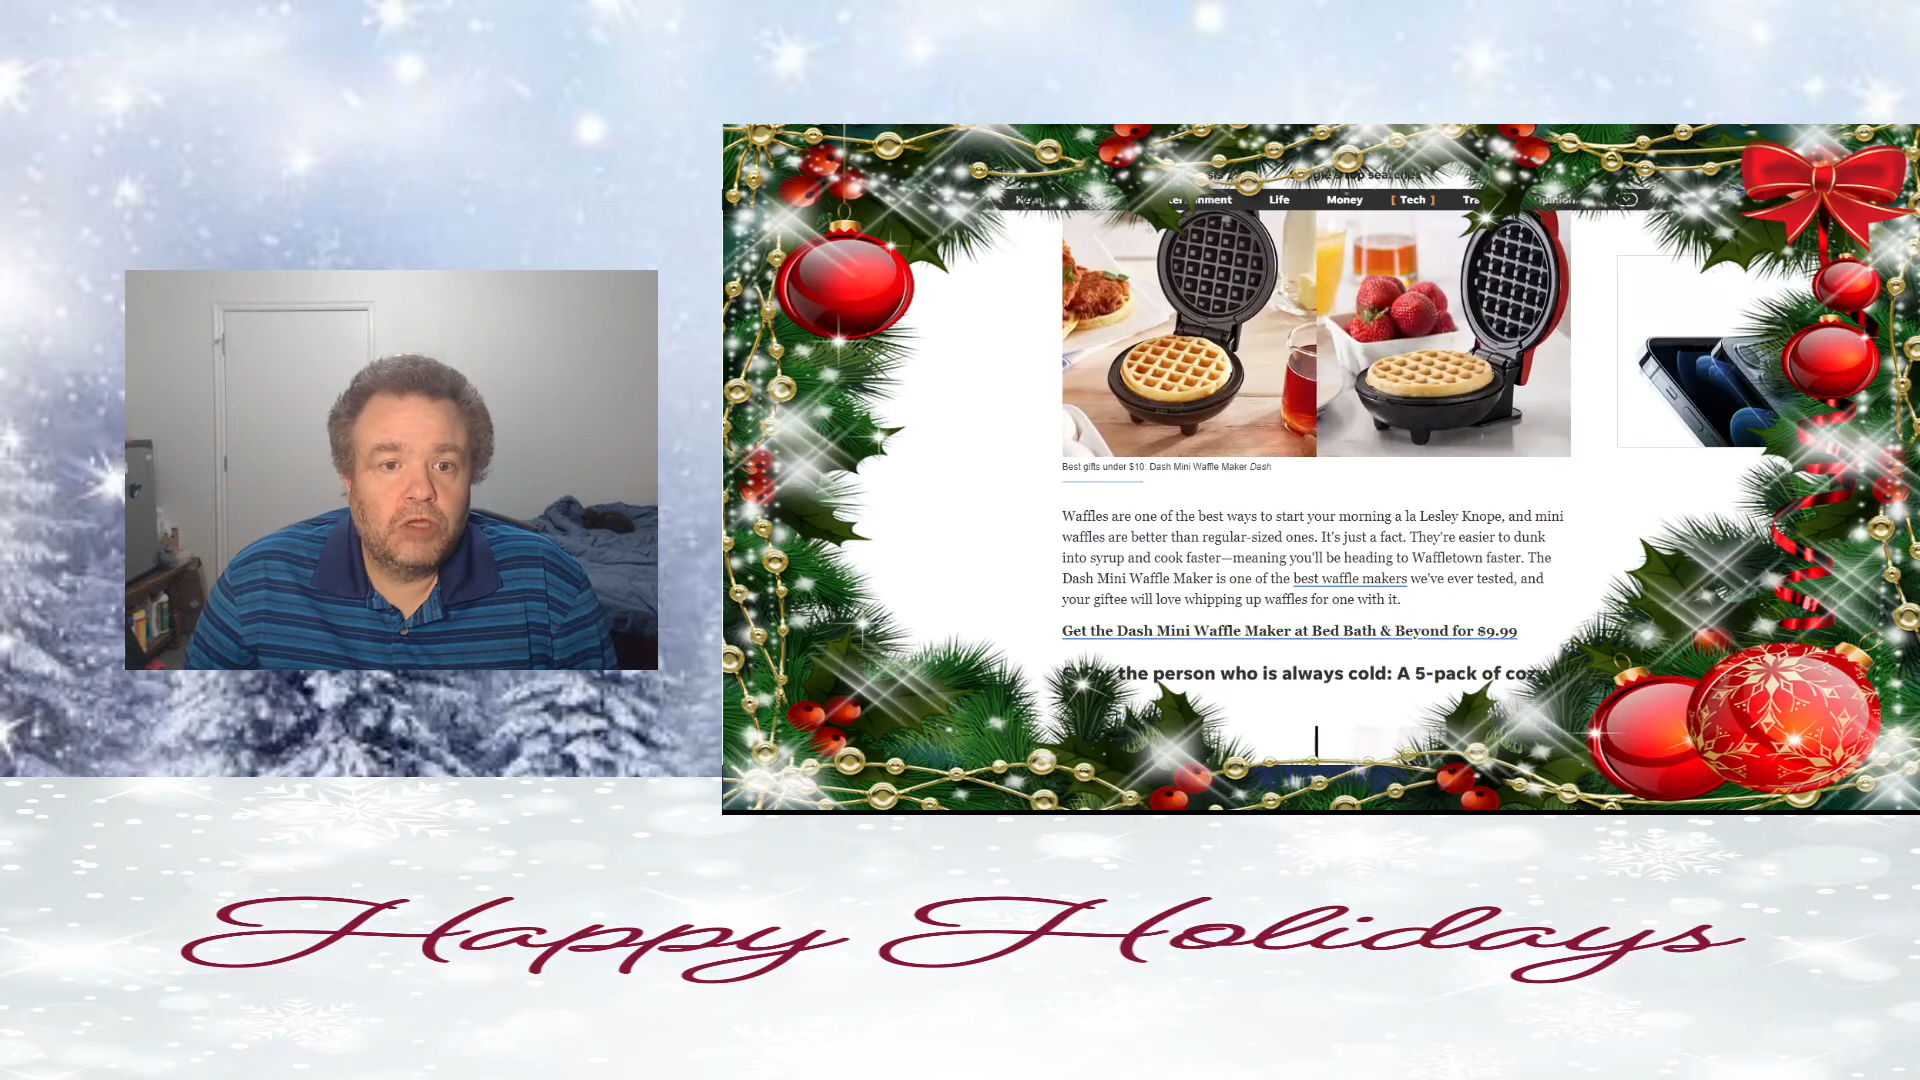 top searches
Life Money [ Tech ]
Best gifts under $10: Dash Mini Waffle Maker Dash
Waffles are one of the best ways to start your morning a la Lesley Knope, and mini
waffles are better than regular-sized ones. It's just a fact. They're easier to dunk
into syrup and cook faster—meaning you'll be heading to Waffletown faster. The
Dash Mini Waffle Maker is one of the best waffle makers we've ever tested, and
your giftee will love whipping up waffles for one with it.
Get the Dash Mini Waffle Maker at Bed Bath & Beyond for $9.99
the person who is always cold: A 5-pack of
Happy Holidays